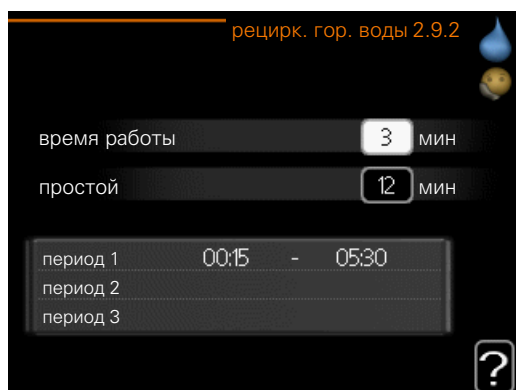 рецирк. гор. воды 2.9.2
время работы 3 мин
простой 12 мин
период 1 00:15 - 05:30
период 2
период 3
?